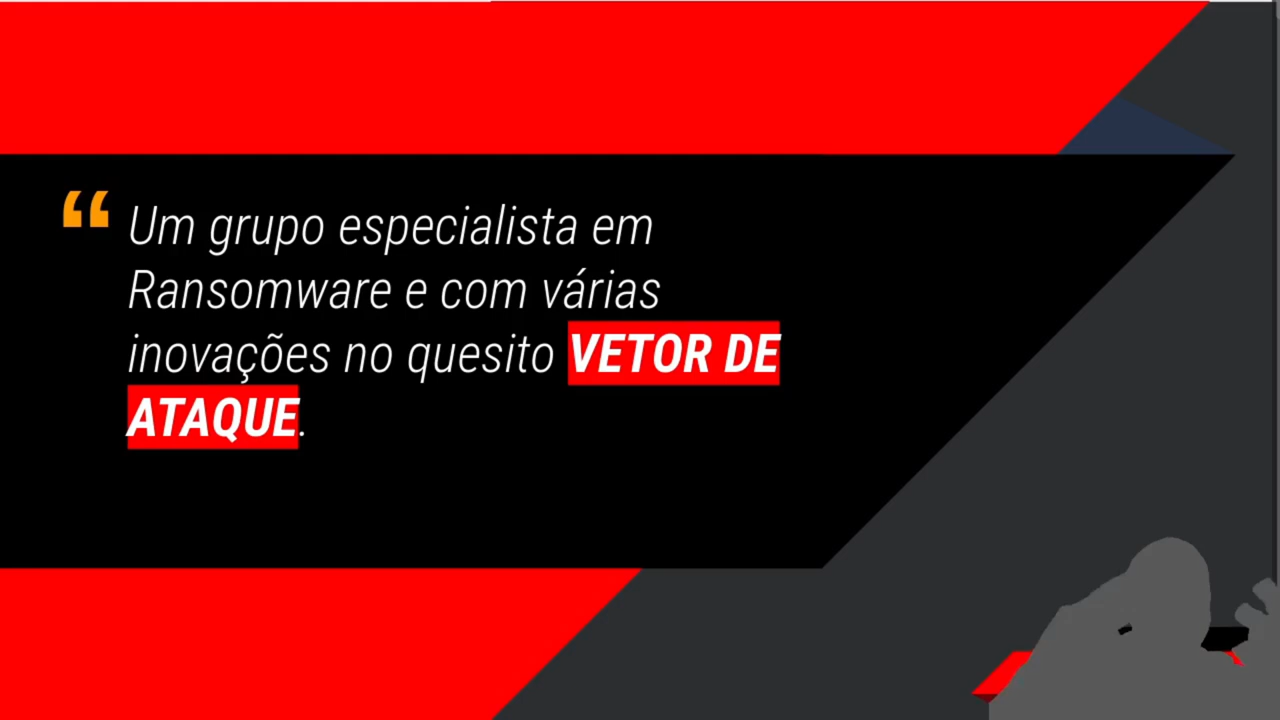 “ Um grupo especialista em
Ransomware e com várias
inovações no quesito VETOR DE
ATAQUE.